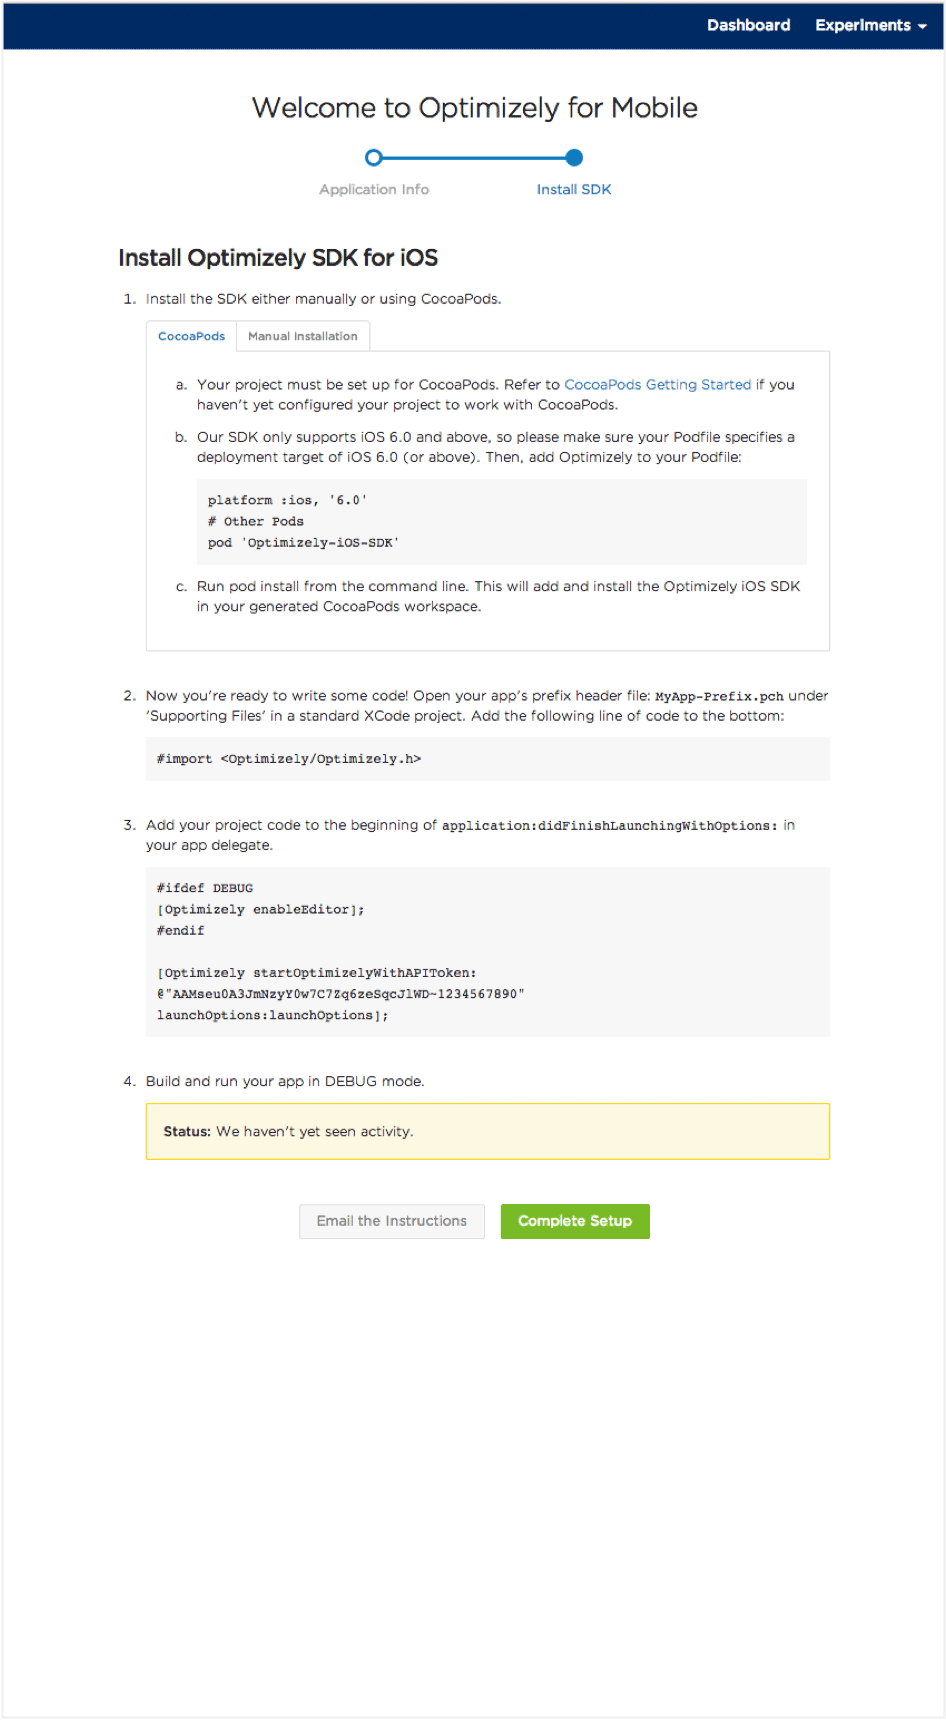 Dashboard Experiments
Welcome to Optimizely for Mobile
Application Info Install SDK
Install Optimizely SDK for iOS
1. Install the SDK either manually or using CocoaPods.
CocoaPods Manual Installation
a. Your project must be set up for CocoaPods. Refer to CocoaPods Getting Started if you
haven't yet configured your project to work with CocoaPods.
b. Our SDK only supports iOS 6.0 and above, so please make sure your Podfile specifies a
deployment target of iOS 6.0 (or above). Then, add Optimizely to your Podfile:
platform :ios, '6.0'
# Other Pods
pod 'Optimizely-iOS-SDK'
c. Run pod install from the command line. This will add and install the Optimizely iOS SDK
in your generated CocoaPods workspace.
2. Now you're ready to write some code! Open your app's prefix header file: MyApp-Prefix.pch under
'Supporting Files' in a standard XCode project. Add the following line of code to the bottom:
#import <Optimizely/Optimizely.h>
3. Add your project code to the beginning of application:didFinishLaunchingWithOptions: in
your app delegate.
#ifdef DEBUG
[Optimizely enableEditor];
#endif
[Optimizely startOptimizelyWithAPIToken:
@"AAMseu0A3JmNzyY0w7C7Zq6zeSqcJlWD~1234567890"
launchOptions:launchOptions];
4. Build and run your app in DEBUG mode.
Status: We haven't yet seen activity.
Email the Instructions Complete Setup